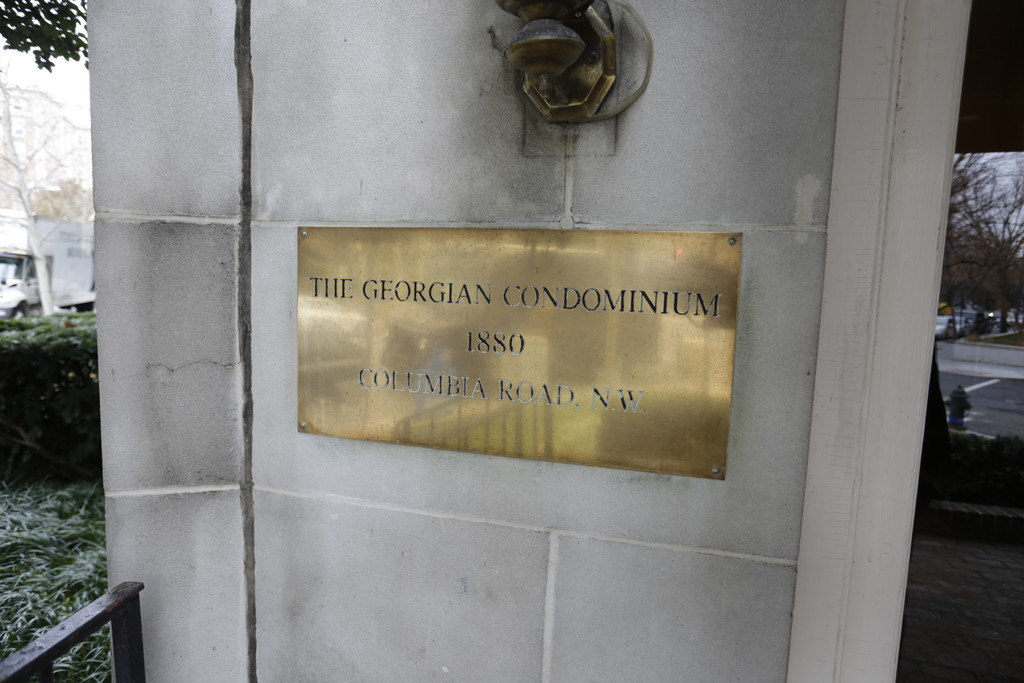 THE GEORGIAN CONDOMINIUM
1880
COLUMBIA ROAD, N.W.